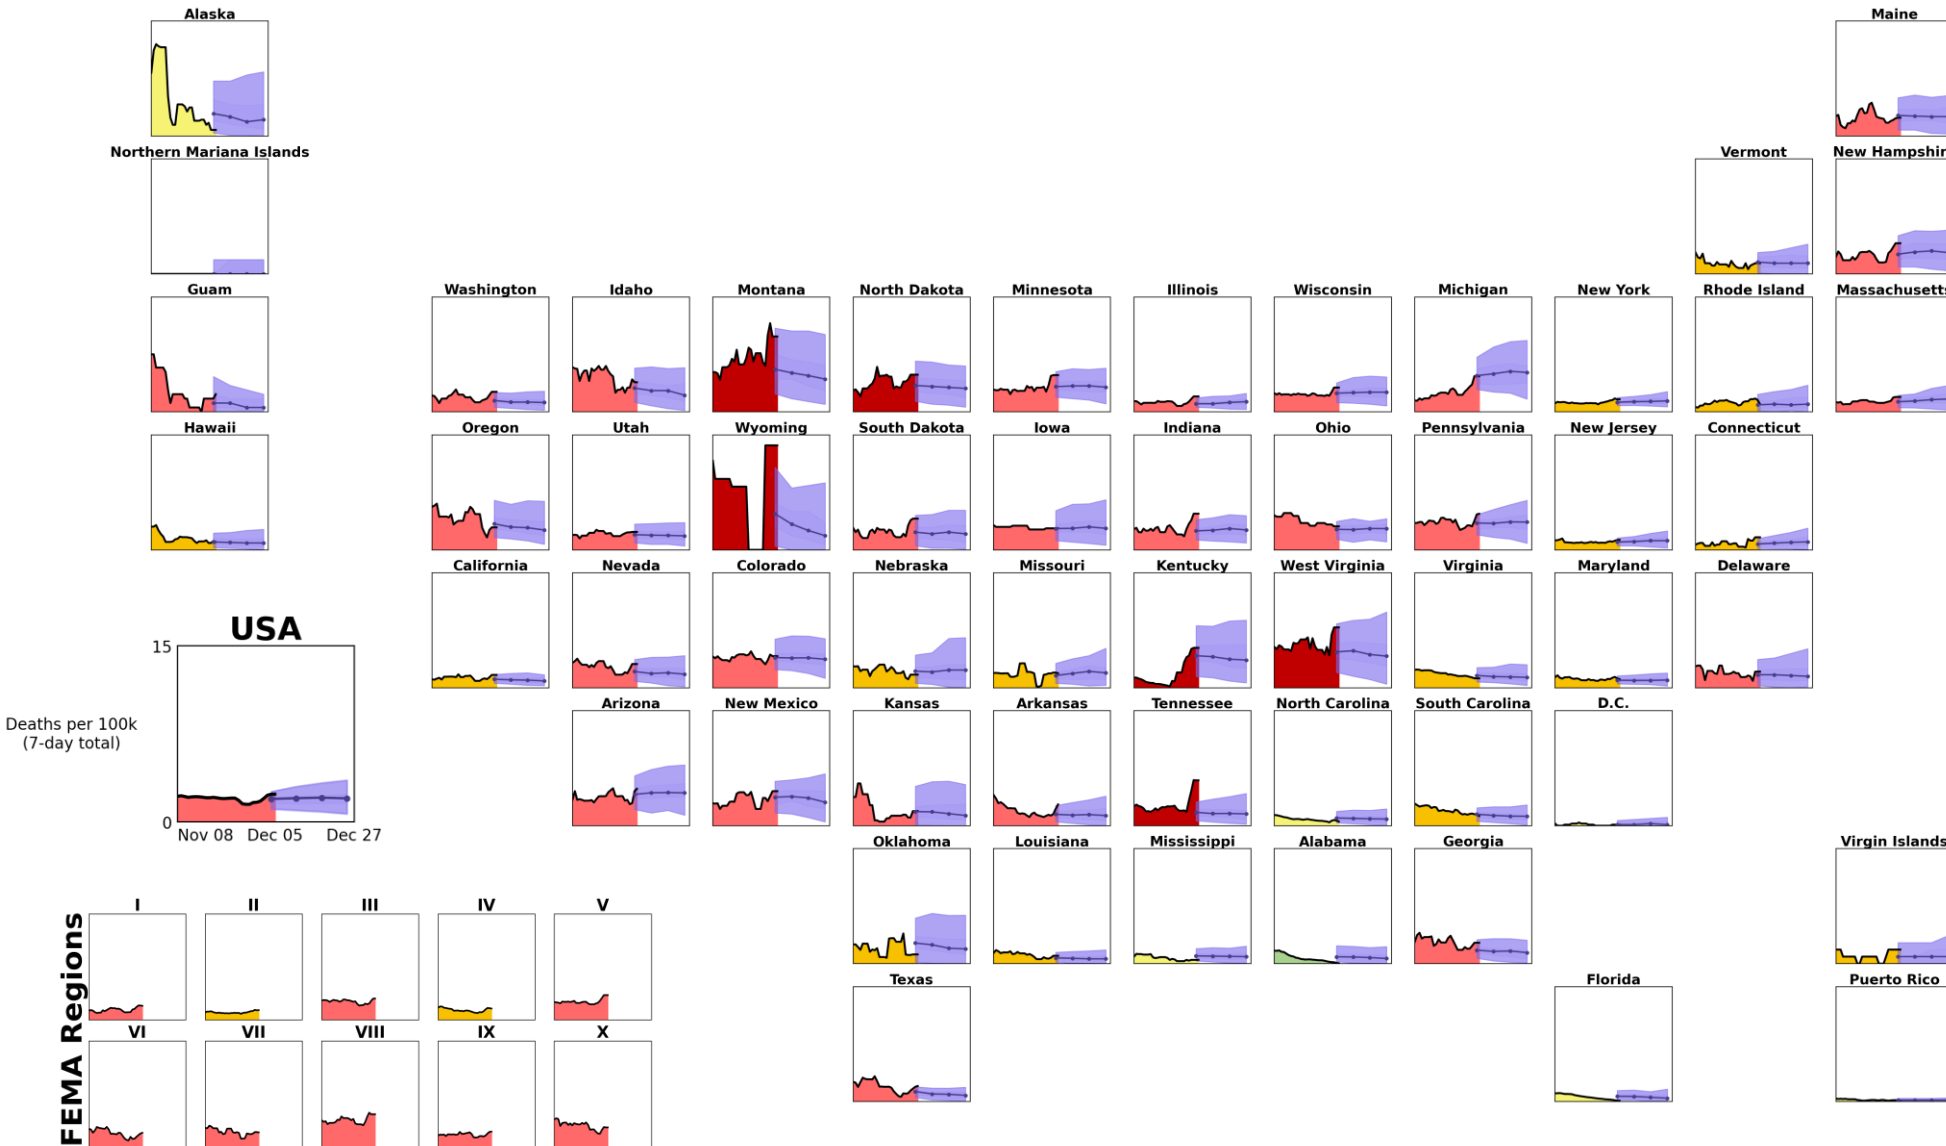 Alaska
Maine
Northern Mariana Islands
Vermont
New Hampshir
Guam
Washington
Idaho
Montana
North Dakota
Minnesota
Illinois
Wisconsin
Michigan
New York
Rhode Island
Massachusetts
Hawaii
Oregon
Utah
Wyoming
South Dakota
Iowa
Indiana
Ohio
Pennsylvania
New Jersey
Connecticut
California
Nevada
Colorado
Nebraska
Missouri
Kentucky
West Virginia
Virginia
Maryland
Delaware
USA
15
Deaths per 100k
(7-day total)
0
Nov 08
Dec 05
Dec 27
Arizona
New Mexico
Kansas
Arkansas
Tennessee
North Carolina
South Carolina
D.C.
Oklahoma
Louisiana
Mississippi
Alabama
Georgia
Virgin Islands
Texas
Florida
Puerto Rico
FEMA Regions
I
II
III
IV
V
VI
VII
VIII
IX
X